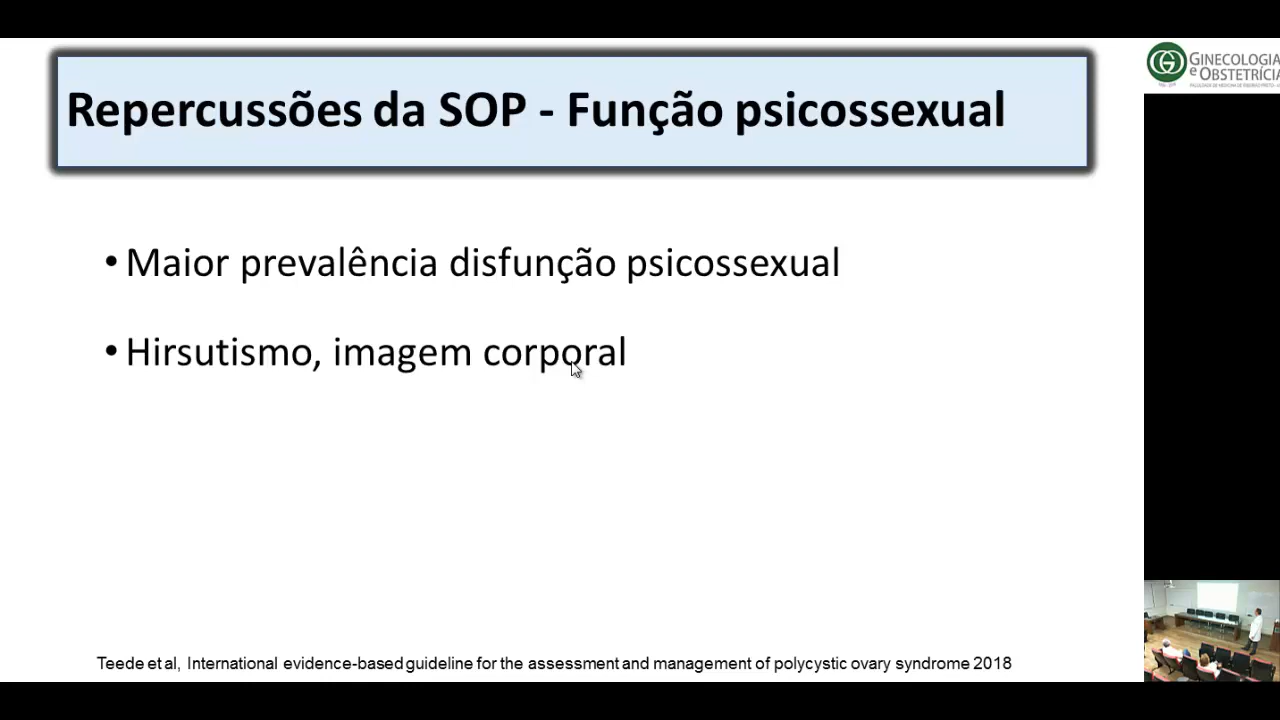 Repercussões da SOP - Função psicossexual
GINECOLOGIA
e OBSTETRÍCIA
• Maior prevalência disfunção psicossexual
• Hirsutismo, imagem corporal
Teede et al, International evidence-based guideline for the assessment and management of polycystic ovary syndrome 2018